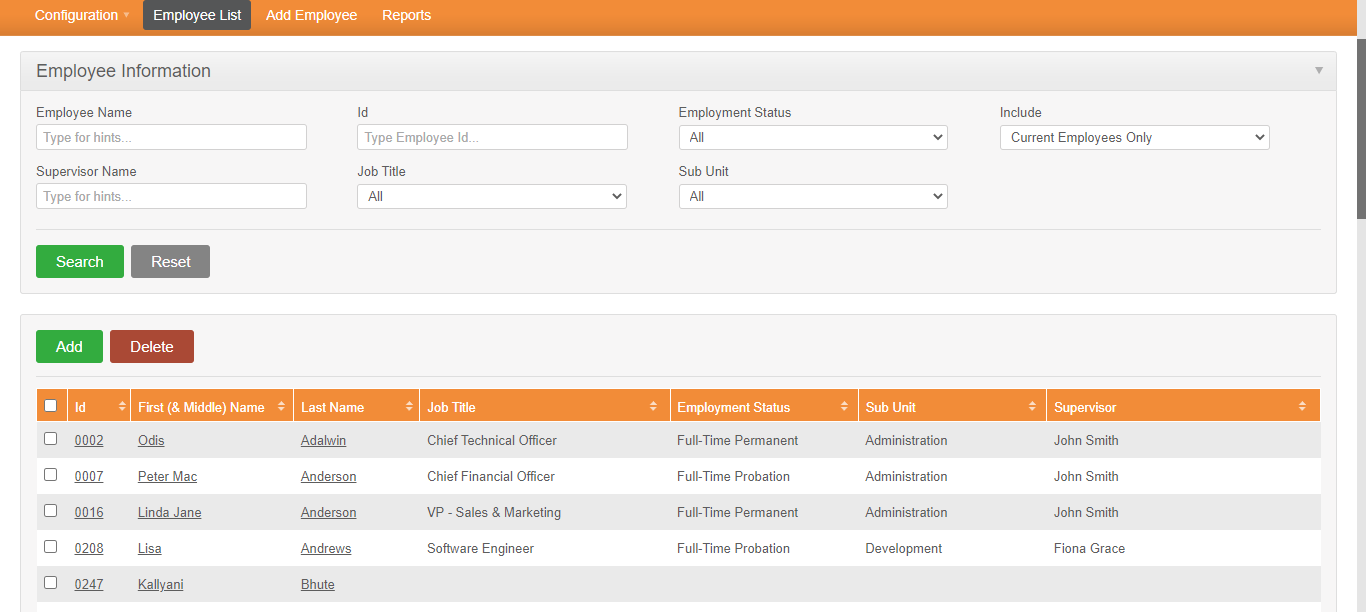 Configuration Employee List Add Employee Reports
Employee Information
Employee Name Id Employment Status Include
Type for hints... Type Employee Id... All Current Employees Only
Supervisor Name Job Title Sub Unit
Type for hints... All All
Search Reset
Add Delete
Id First (& Middle) Name Last Name Job Title Employment Status Sub Unit Supervisor
0002 Odis Adalwin Chief Technical Officer Full-Time Permanent Administration John Smith
0007 Peter Mac Anderson Chief Financial Officer Full-Time Probation Administration John Smith
0016 Linda Jane Anderson VP - Sales & Marketing Full-Time Permanent Administration John Smith
0208 Lisa Andrews Software Engineer Full-Time Probation Development Fiona Grace
0247 Kallyani Bhute